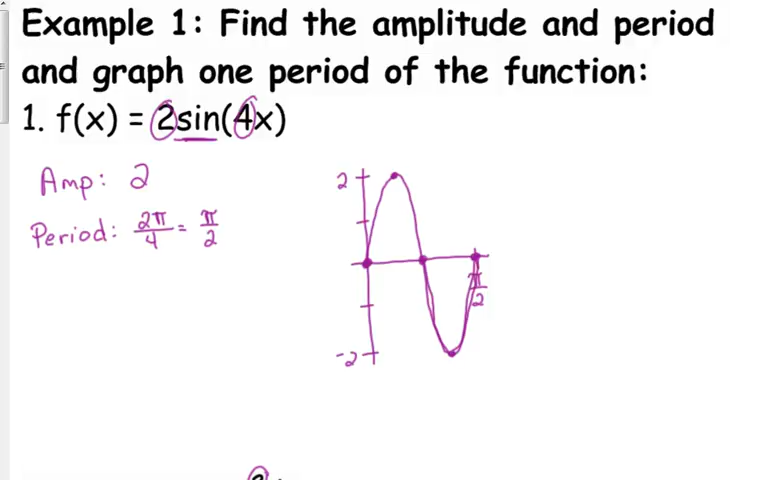 Example 1: Find the amplitude and period
and graph one period of the function:
1. f(x) = 2sin(4x)
Amp: 2
Period: 2π/4 = π/2
2
π/2
-2